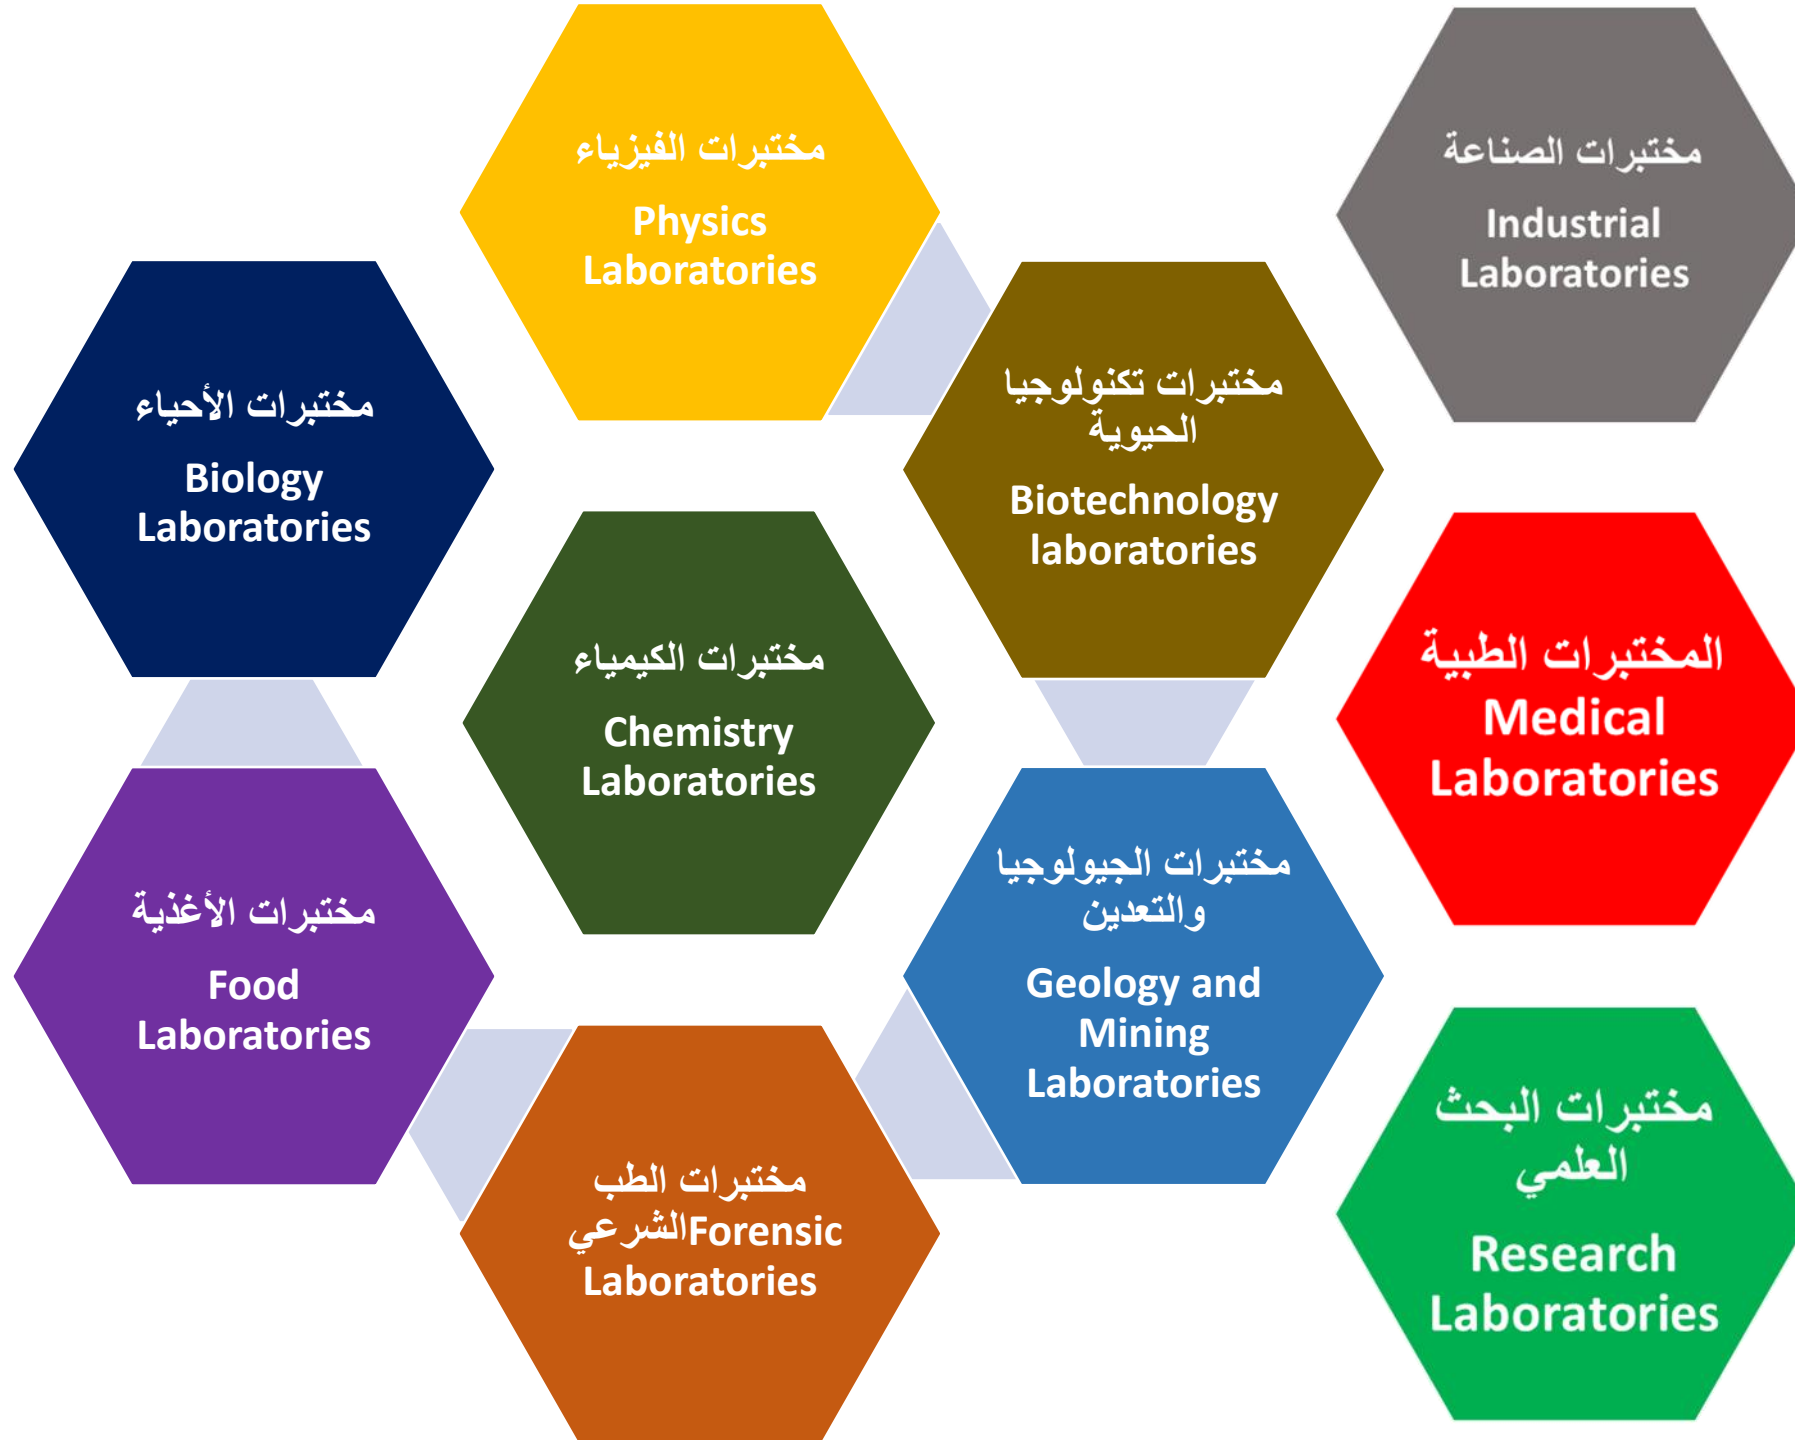 مختبرات الفيزياء
Physics
Laboratories
مختبرات الصناعة
Industrial
Laboratories
مختبرات الأحياء
Biology
Laboratories
مختبرات تكنولوجيا
الحيوية
Biotechnology
laboratories
مختبرات الكيمياء
Chemistry
Laboratories
المختبرات الطبية
Medical
Laboratories
مختبرات الأغذية
Food
Laboratories
مختبرات الجيولوجيا
والتعدين
Geology and
Mining
Laboratories
مختبرات الطب
الشرعيForensic
Laboratories
مختبرات البحث
العلمي
Research
Laboratories